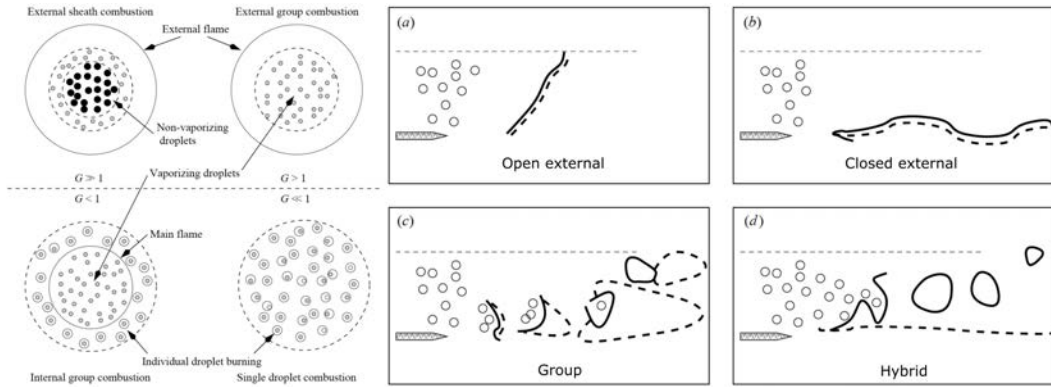 External sheath combustion
External group combustion
External flame
Non-vaporizing
droplets
Vaporizing droplets
G ≫ 1
G > 1
G < 1
G ≪ 1
Main flame
Individual droplet burning
Internal group combustion
Single droplet combustion
(a)
Open external
(b)
Closed external
(c)
Group
(d)
Hybrid